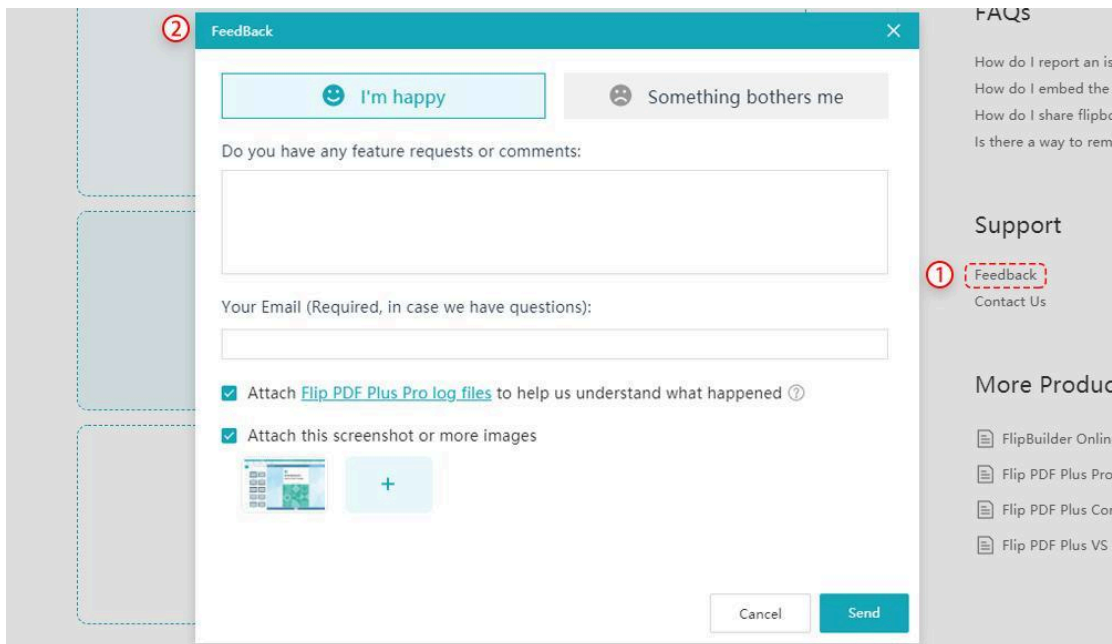 ② FeedBack
I'm happy
Something bothers me
Do you have any feature requests or comments:
Your Email (Required, in case we have questions):
Attach Flip PDF Plus Pro log files to help us understand what happened ?
Attach this screenshot or more images
+
Cancel
Send
FAQs
How do I report an is
How do I embed the
How do I share flipbo
Is there a way to rem
Support
① Feedback
Contact Us
More Produc
FlipBuilder Onlin
Flip PDF Plus Pro
Flip PDF Plus Cor
Flip PDF Plus VS